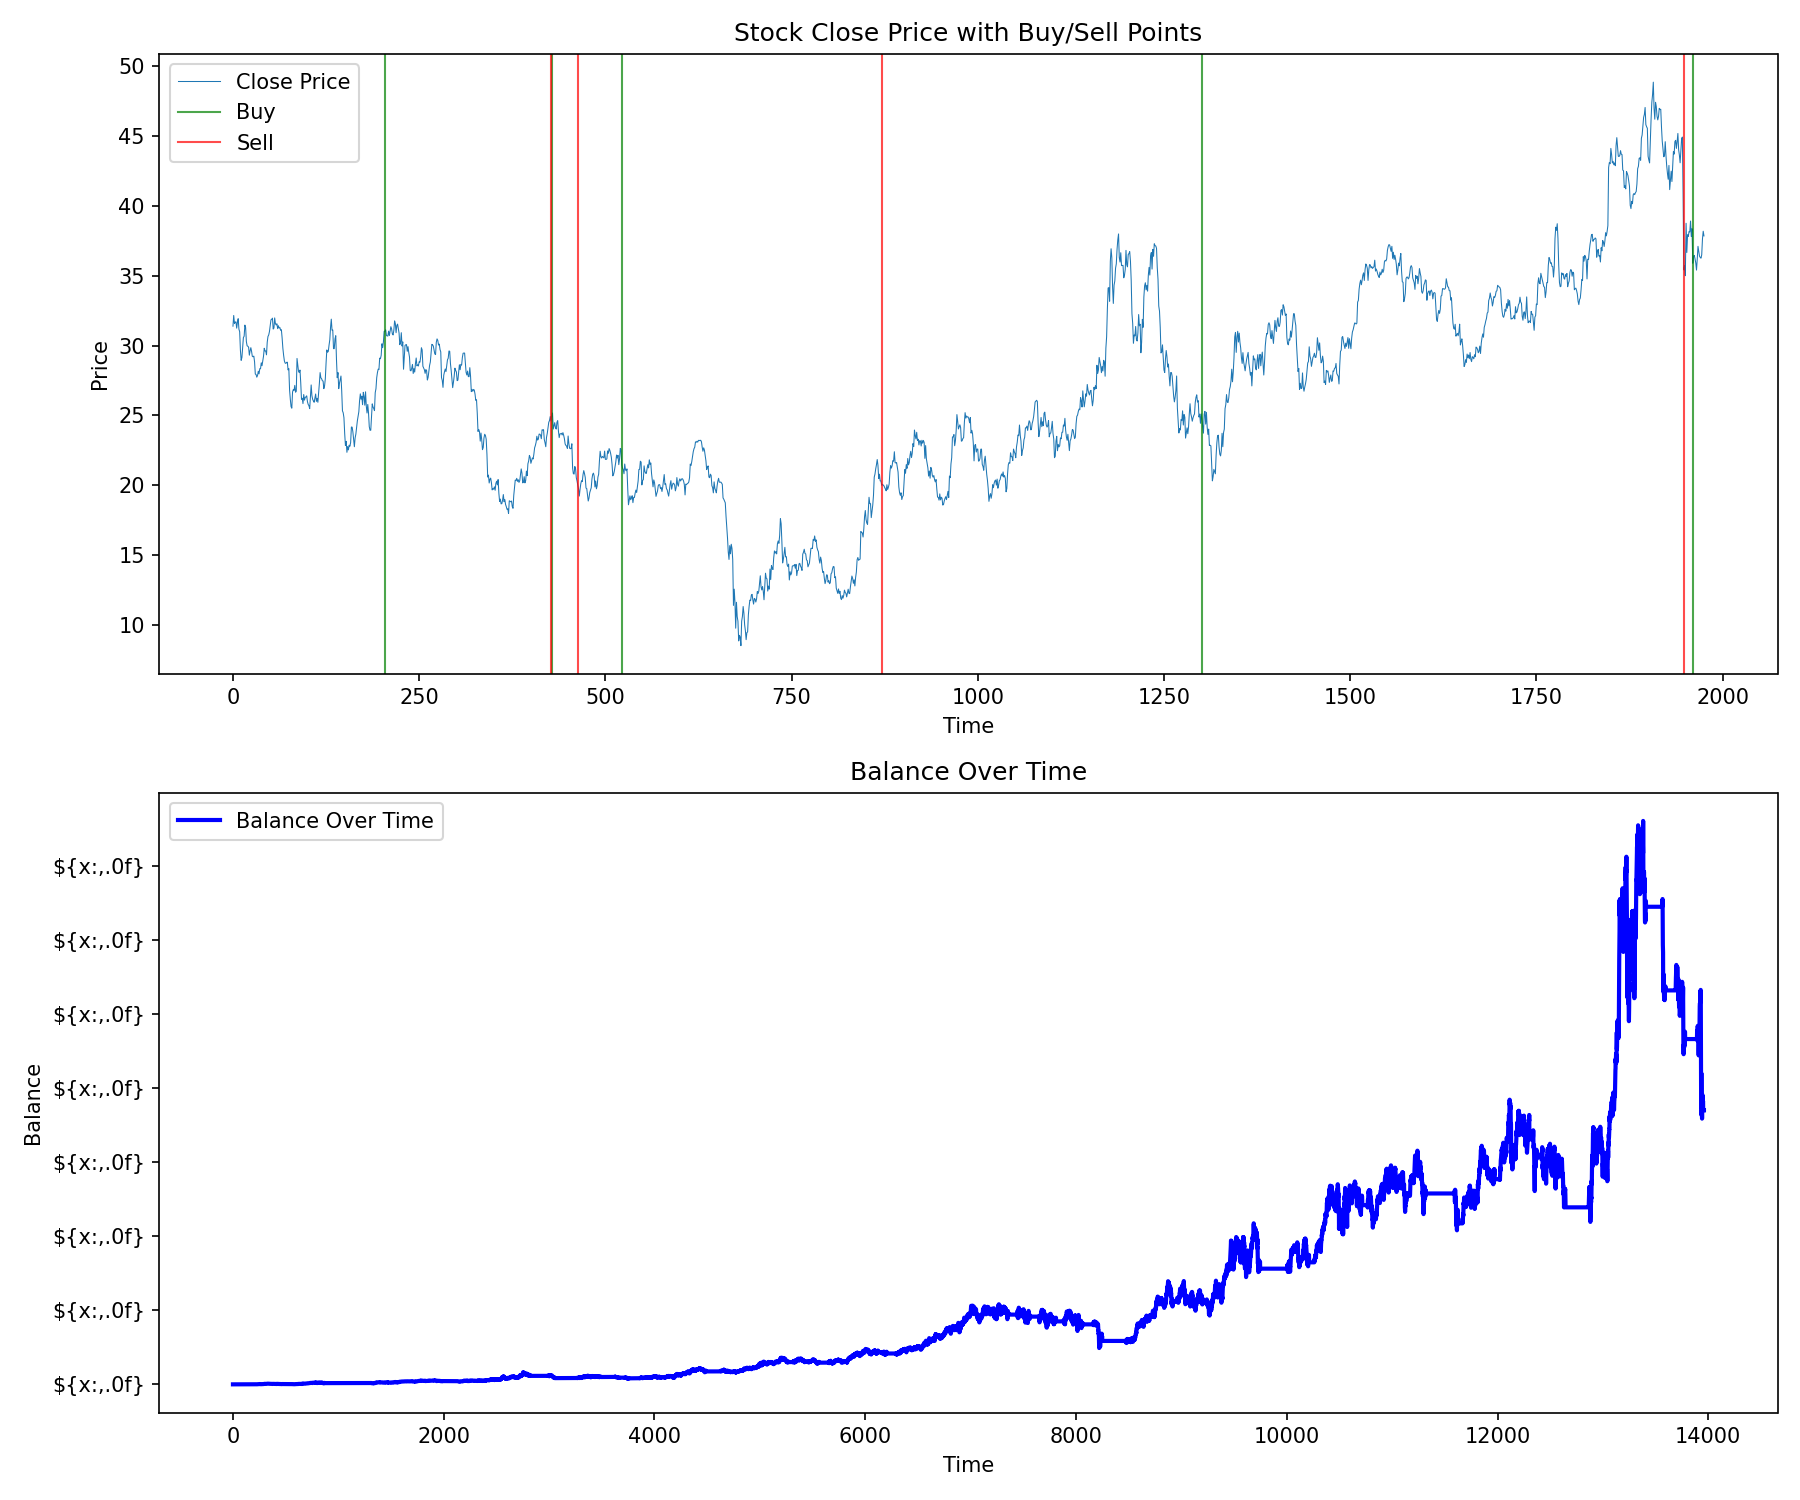 Stock Close Price with Buy/Sell Points
Close Price
Buy
Sell
50
45
40
35
30
25
20
15
10
Price
0 250 500 750 1000 1250 1500 1750 2000
Time
Balance Over Time
Balance Over Time
${x:,.0f}
${x:,.0f}
${x:,.0f}
${x:,.0f}
${x:,.0f}
${x:,.0f}
${x:,.0f}
${x:,.0f}
Balance
0 2000 4000 6000 8000 10000 12000 14000
Time